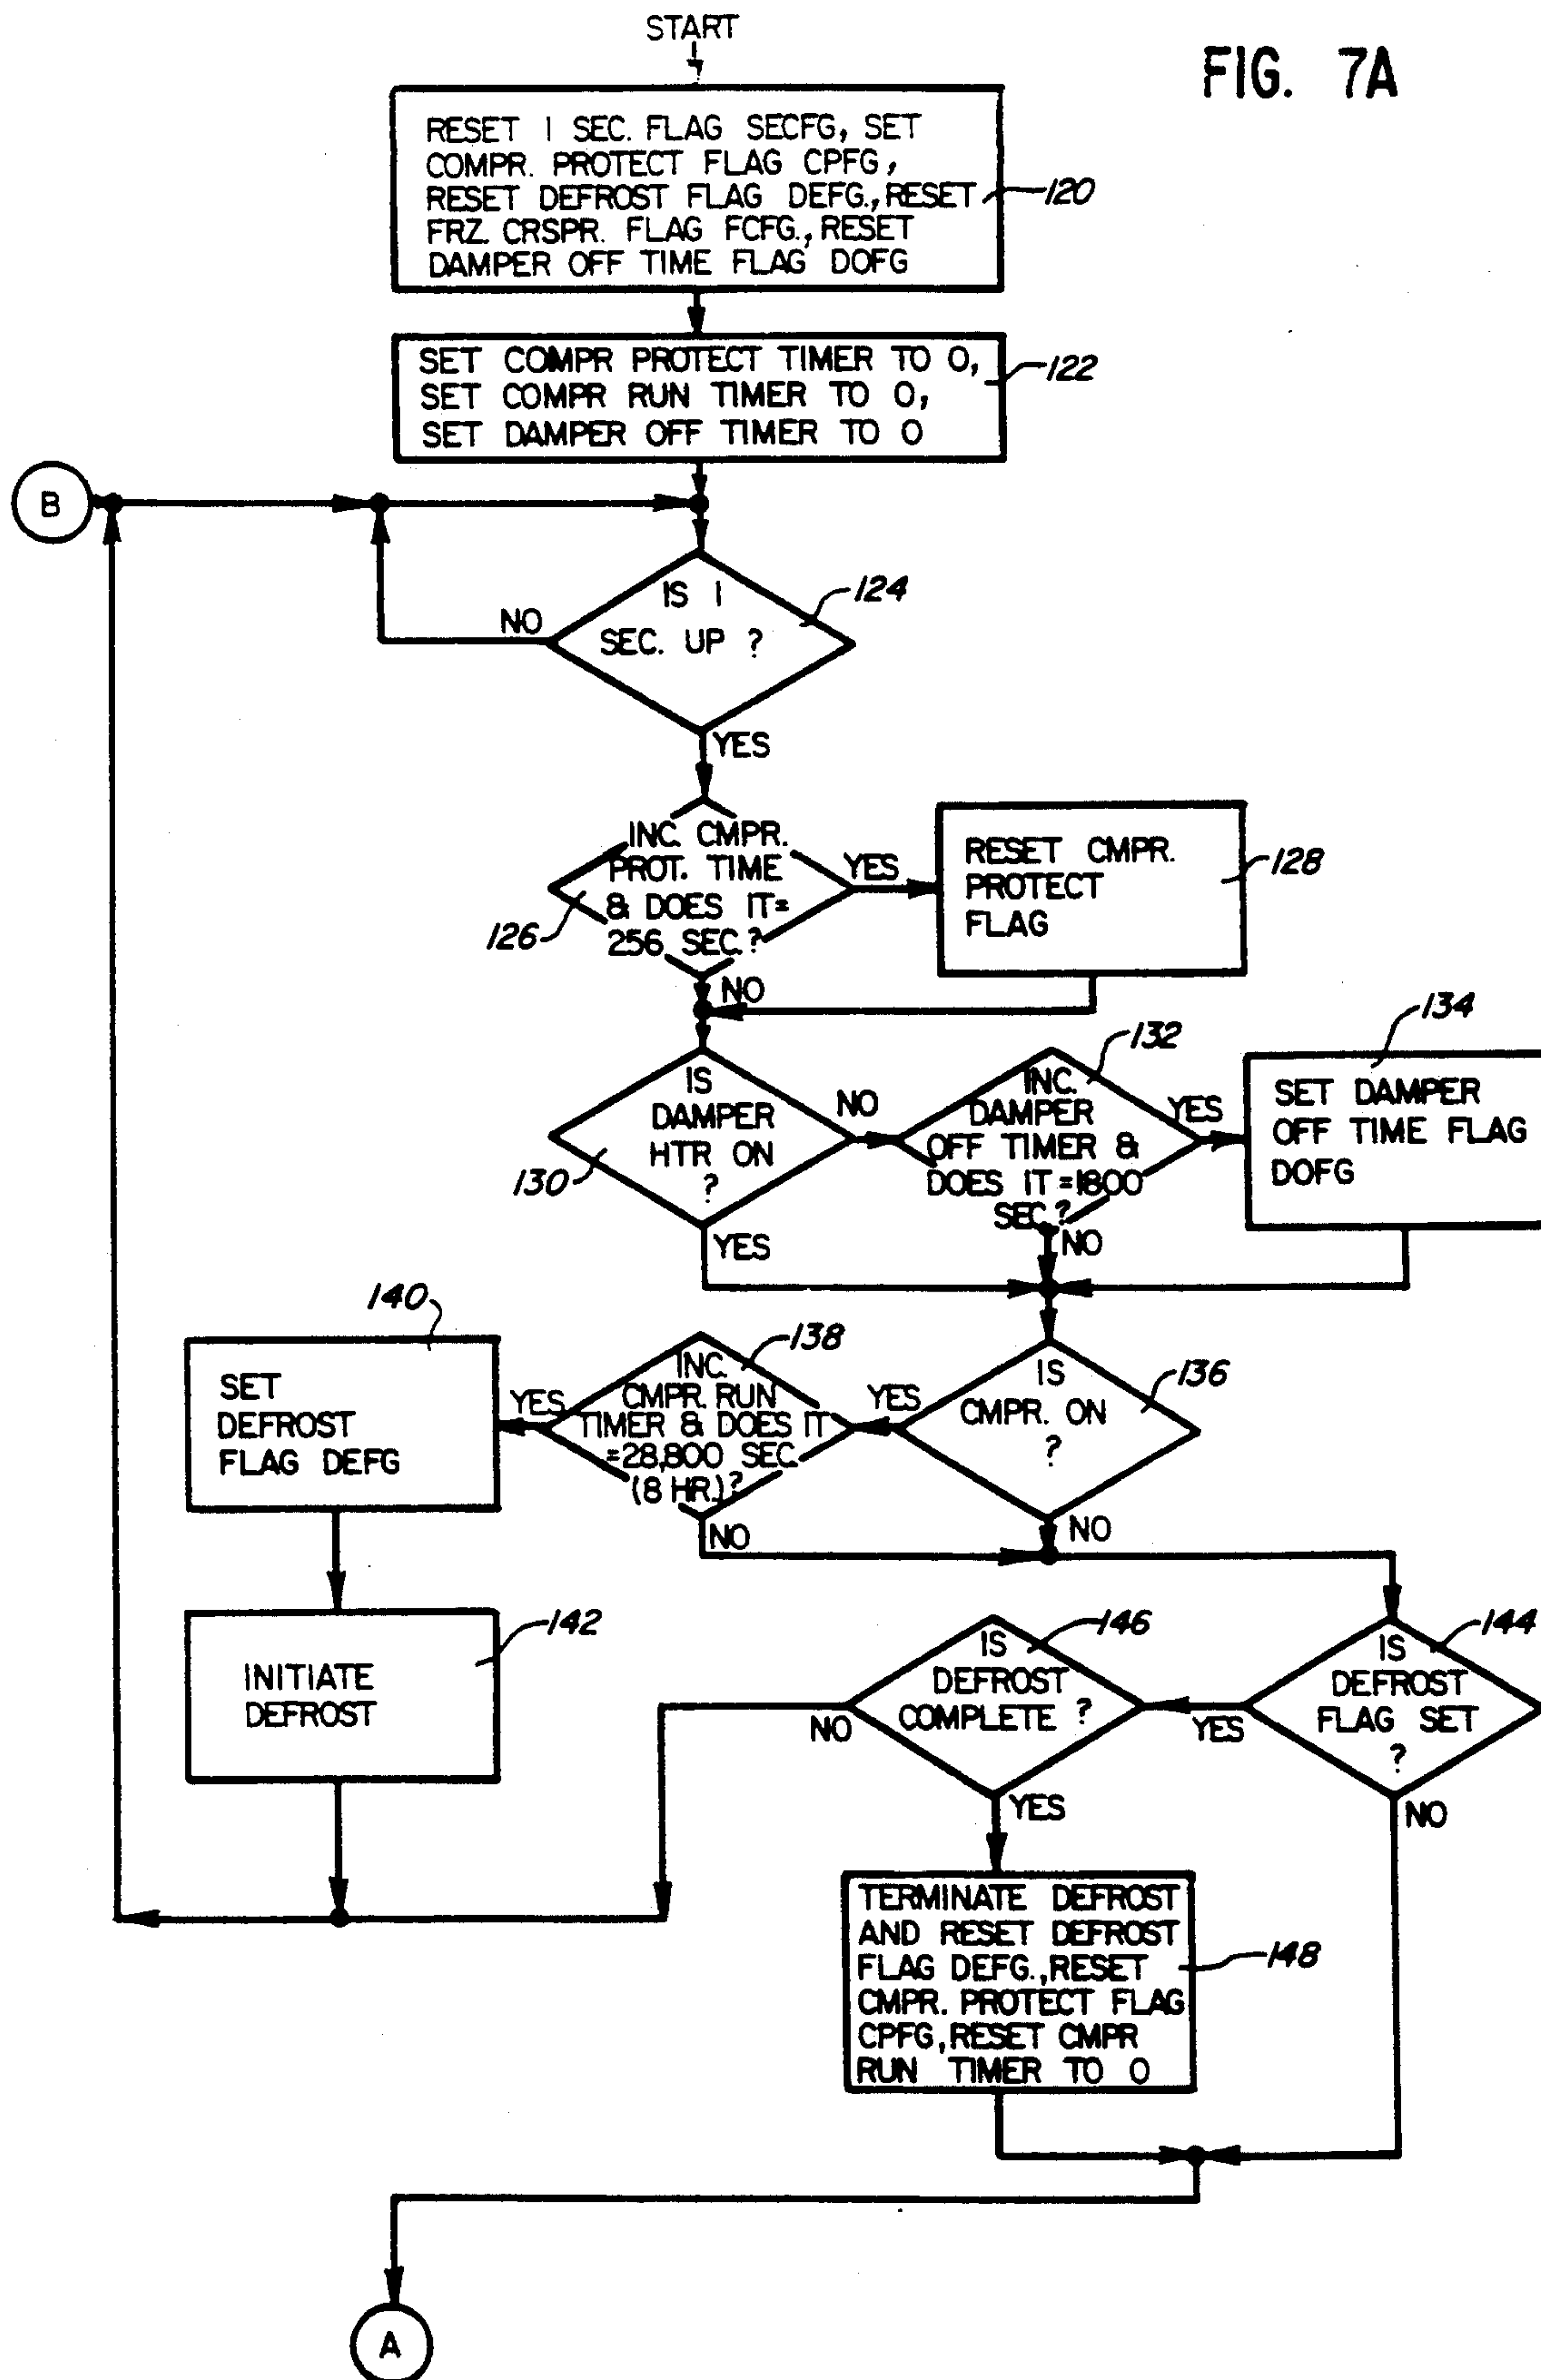 START
FIG. 7A
RESET 1 SEC. FLAG SECFG, SET
COMPR. PROTECT FLAG CPFG,
RESET DEFROST FLAG DEFG., RESET
FRZ. CRSPR. FLAG FCFG., RESET
DAMPER OFF TIME FLAG DOFG
120
SET COMPR PROTECT TIMER TO 0,
SET COMPR RUN TIMER TO 0,
SET DAMPER OFF TIMER TO 0
122
B
IS 1
SEC. UP ?
124
NO
YES
INC. CMPR.
PROT. TIME
& DOES IT=
256 SEC.?
126
YES
NO
RESET CMPR.
PROTECT
FLAG
128
IS
DAMPER
HTR ON
?
130
NO
YES
INC.
DAMPER
OFF TIMER &
DOES IT =1800
SEC.?
132
YES
NO
SET DAMPER
OFF TIME FLAG
DOFG
134
IS
CMPR. ON
?
136
YES
NO
INC.
CMPR. RUN
TIMER & DOES IT
=28,800 SEC.
(8 HR.)?
138
YES
NO
SET
DEFROST
FLAG DEFG
140
INITIATE
DEFROST
142
IS
DEFROST
FLAG SET
?
144
YES
NO
IS
DEFROST
COMPLETE ?
146
NO
YES
TERMINATE DEFROST
AND RESET DEFROST
FLAG DEFG., RESET
CMPR. PROTECT FLAG
CPFG, RESET CMPR
RUN TIMER TO 0
148
A